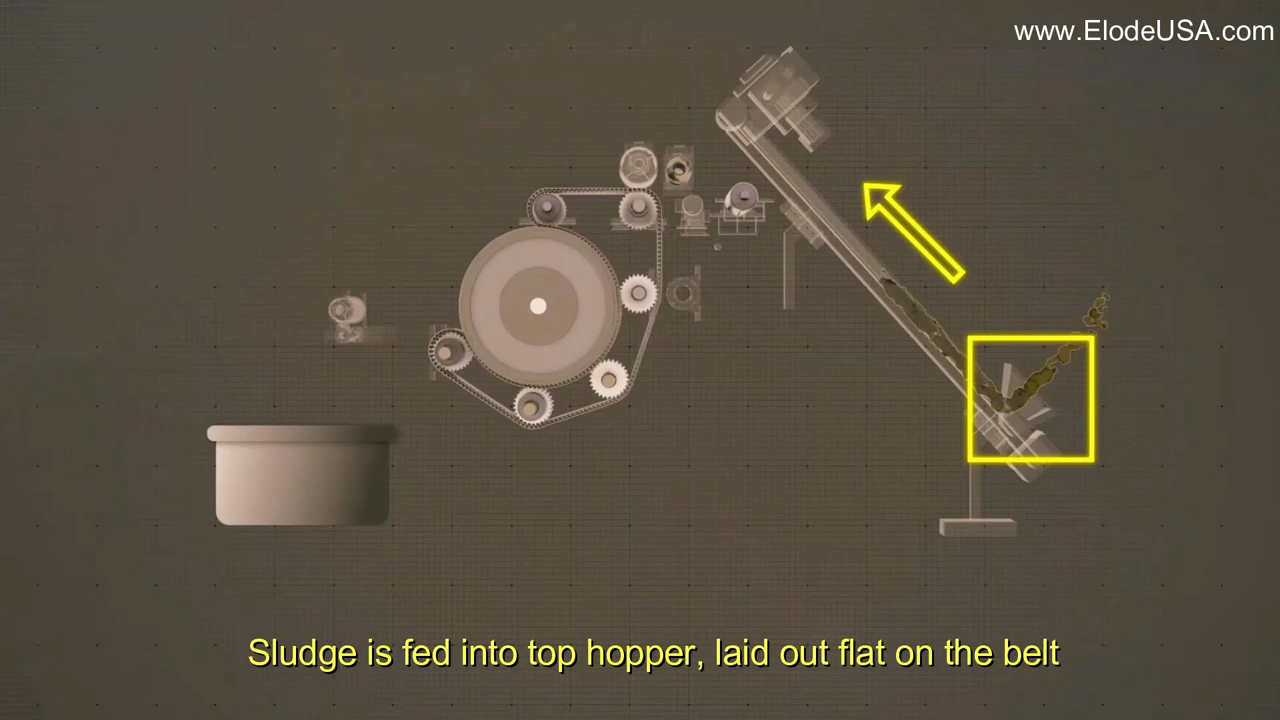 www.ElodeUSA.com
Sludge is fed into top hopper, laid out flat on the belt